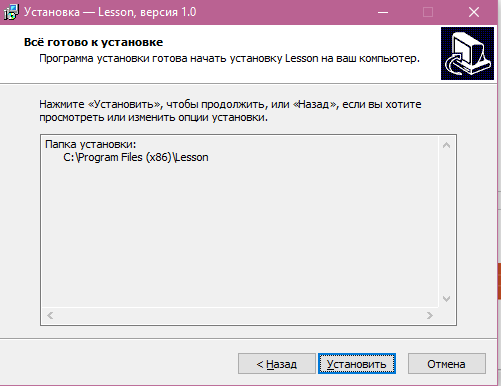 Установка — Lesson, версия 1.0
Всё готово к установке
Программа установки готова начать установку Lesson на ваш компьютер.
Нажмите «Установить», чтобы продолжить, или «Назад», если вы хотите
просмотреть или изменить опции установки.
Папка установки:
C:\Program Files (x86)\Lesson
< Назад
Установить
Отмена